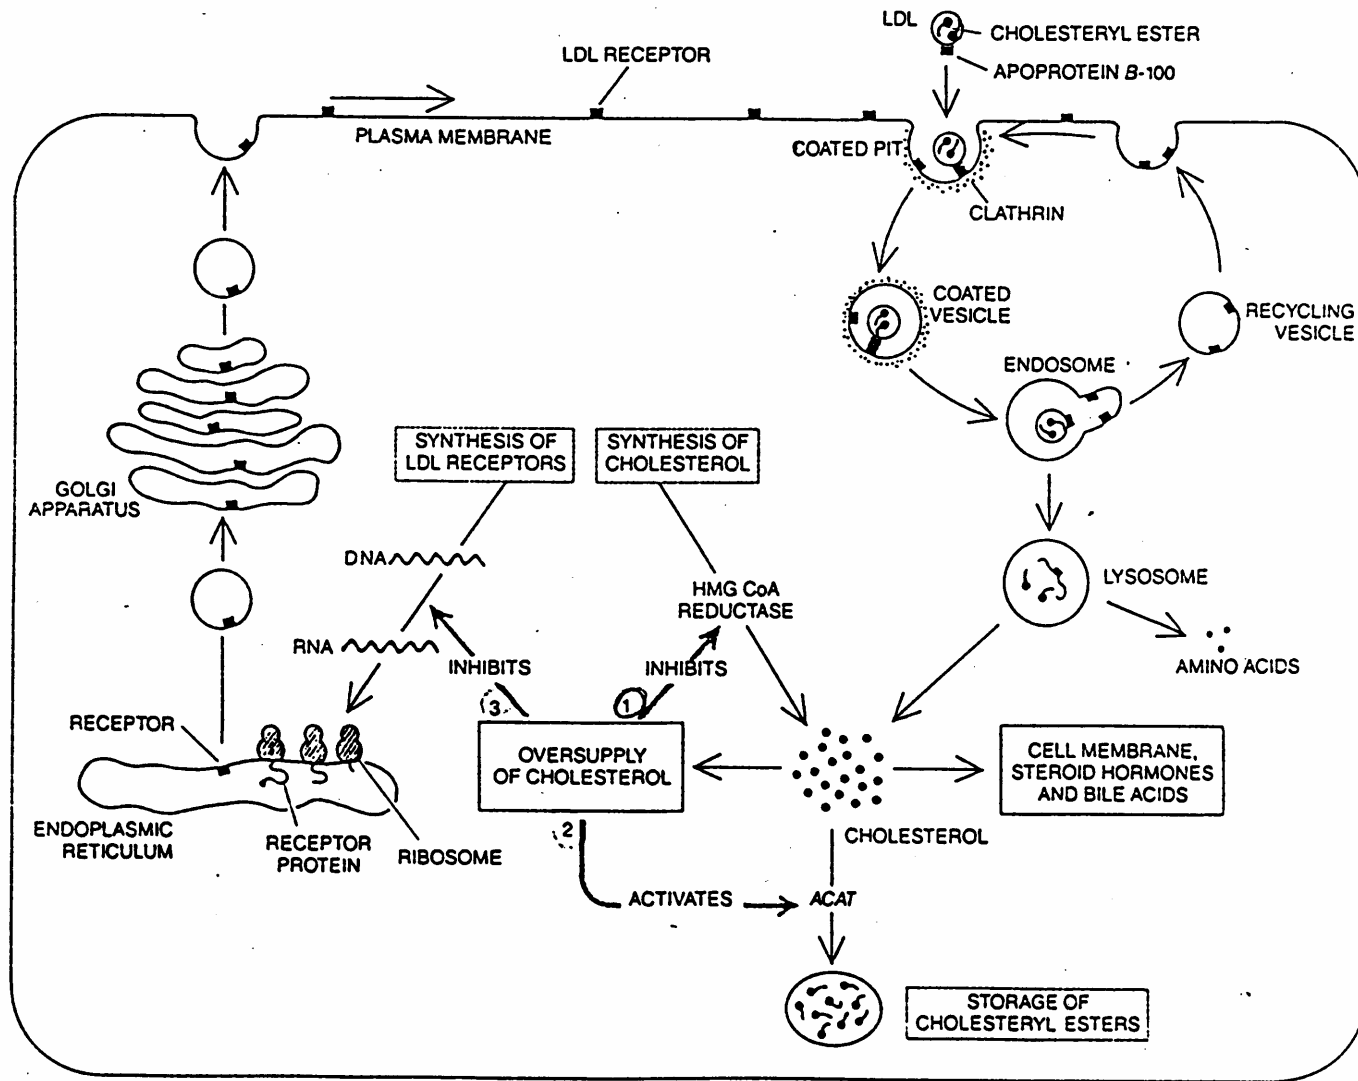 LDL
CHOLESTERYL ESTER
APOPROTEIN B-100
LDL RECEPTOR
PLASMA MEMBRANE
COATED PIT
CLATHRIN
COATED
VESICLE
RECYCLING
VESICLE
ENDOSOME
SYNTHESIS OF
LDL RECEPTORS
SYNTHESIS OF
CHOLESTEROL
GOLGI
APPARATUS
DNA
HMG CoA
REDUCTASE
LYSOSOME
RNA
INHIBITS
INHIBITS
AMINO ACIDS
3
1
RECEPTOR
OVERSUPPLY
OF CHOLESTEROL
CELL MEMBRANE,
STEROID HORMONES
AND BILE ACIDS
ENDOPLASMIC
RETICULUM
RECEPTOR
PROTEIN
RIBOSOME
2
CHOLESTEROL
ACTIVATES
ACAT
STORAGE OF
CHOLESTERYL ESTERS